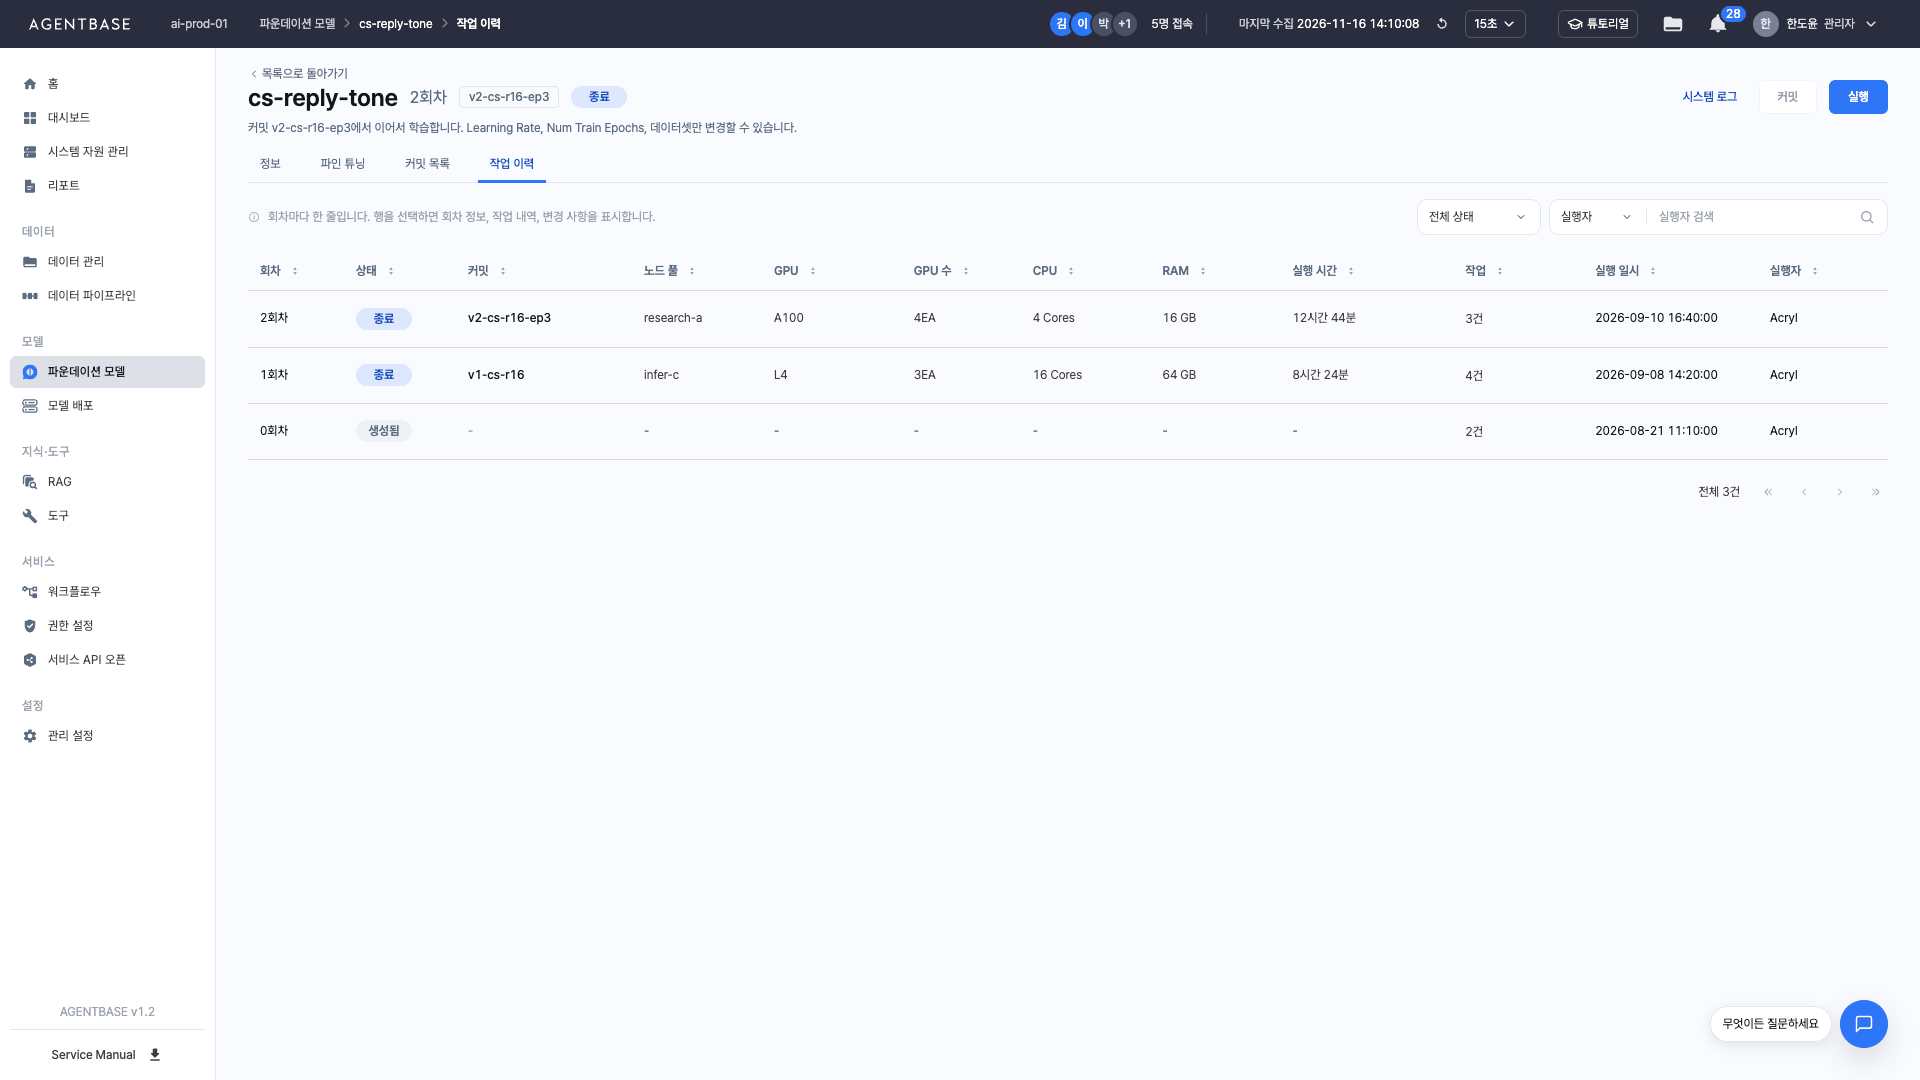 AGENTBASE
ai-prod-01
파운데이션 모델 > cs-reply-tone > 작업 이력
김 이 박 +1 5명 접속
마지막 수집 2026-11-16 14:10:08
15초
튜토리얼
28
한 한도윤 관리자
홈
대시보드
시스템 자원 관리
리포트
데이터
데이터 관리
데이터 파이프라인
모델
파운데이션 모델
모델 배포
지식·도구
RAG
도구
서비스
워크플로우
권한 설정
서비스 API 오픈
설정
관리 설정
AGENTBASE v1.2
Service Manual
목록으로 돌아가기
cs-reply-tone 2회차 v2-cs-r16-ep3 종료
시스템 로그 커밋 실행
커밋 v2-cs-r16-ep3에서 이어서 학습합니다. Learning Rate, Num Train Epochs, 데이터셋만 변경할 수 있습니다.
정보 파인 튜닝 커밋 목록 작업 이력
회차마다 한 줄입니다. 행을 선택하면 회차 정보, 작업 내역, 변경 사항을 표시합니다.
전체 상태 실행자 실행자 검색
회차 상태 커밋 노드 풀 GPU GPU 수 CPU RAM 실행 시간 작업 실행 일시 실행자
2회차 종료 v2-cs-r16-ep3 research-a A100 4EA 4 Cores 16 GB 12시간 44분 3건 2026-09-10 16:40:00 Acryl
1회차 종료 v1-cs-r16 infer-c L4 3EA 16 Cores 64 GB 8시간 24분 4건 2026-09-08 14:20:00 Acryl
0회차 생성됨 - - - - - - - 2건 2026-08-21 11:10:00 Acryl
전체 3건 « ‹ › »
무엇이든 질문하세요